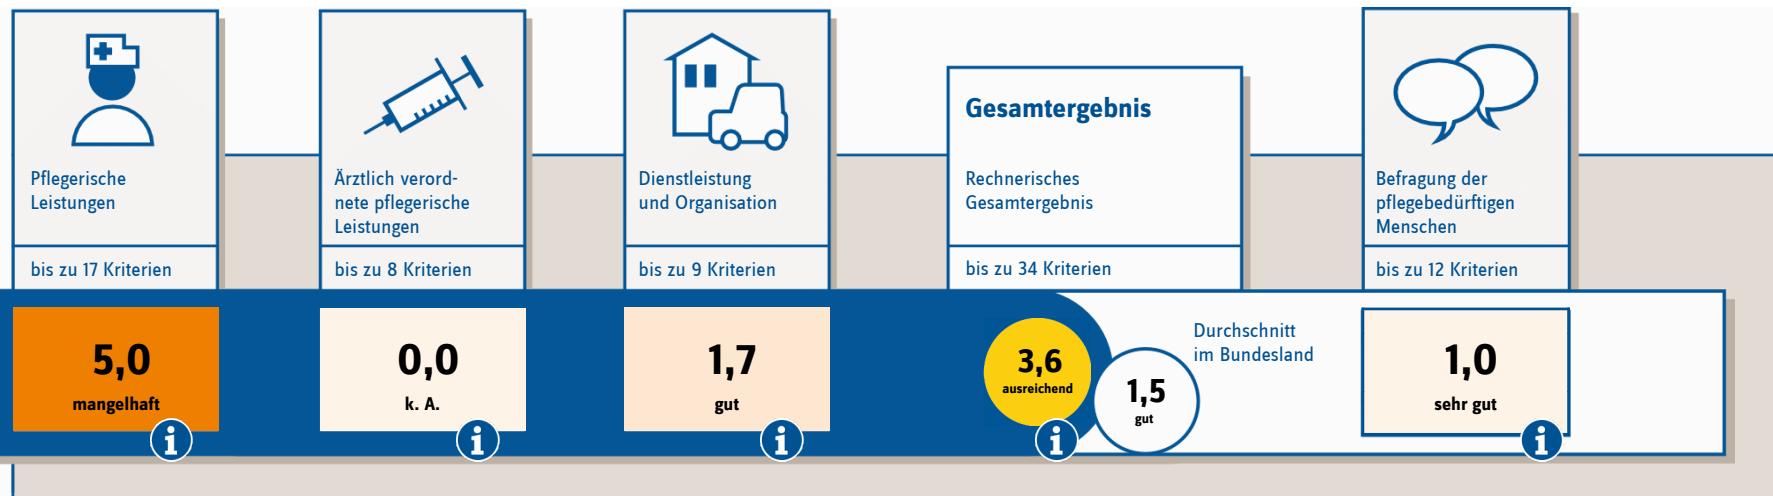 Pflegerische
Leistungen
bis zu 17 Kriterien
5,0
mangelhaft
i
Ärztlich verord-
nete pflegerische
Leistungen
bis zu 8 Kriterien
0,0
k. A.
i
Dienstleistung
und Organisation
bis zu 9 Kriterien
1,7
gut
i
Gesamtergebnis
Rechnerisches
Gesamtergebnis
bis zu 34 Kriterien
3,6
ausreichend
i
1,5
gut
Durchschnitt
im Bundesland
Befragung der
pflegebedürftigen
Menschen
bis zu 12 Kriterien
1,0
sehr gut
i